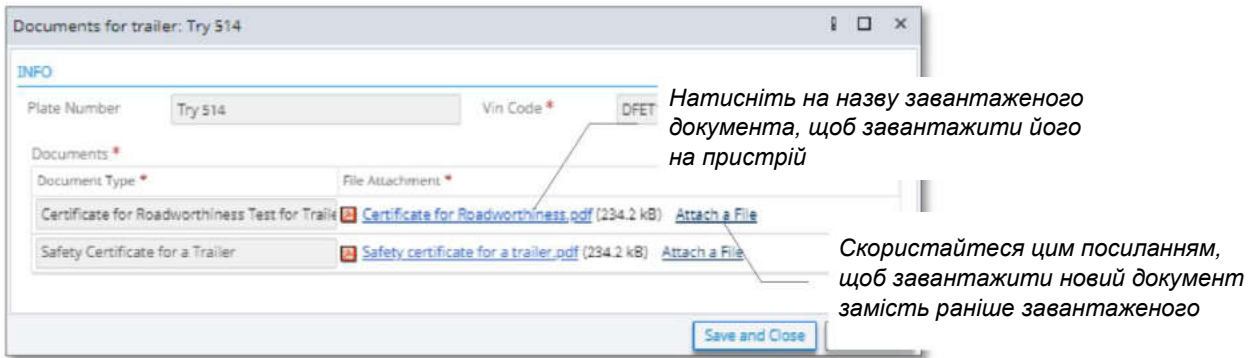 Documents for trailer: Try 514
INFO
Plate Number Try 514 Vin Code * DFET
Натисніть на назву завантаженого
документа, щоб завантажити його
на пристрій
Documents *
Document Type * File Attachment *
Certificate for Roadworthiness Test for Traile Certificate for Roadworthiness.pdf (234.2 kB) Attach a File
Safety Certificate for a Trailer Safety certificate for a trailer.pdf (234.2 kB) Attach a File
Скористайтеся цим посиланням,
щоб завантажити новий документ
замість раніше завантаженого
Save and Close